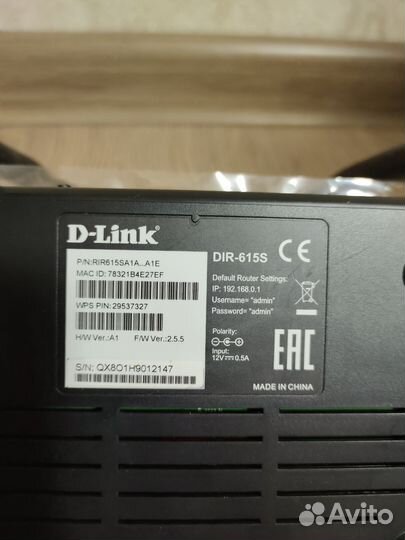 D-Link
P/N:RIR615SA1A...A1E
MAC ID: 78321B4E27EF
WPS PIN: 29537327
H/W Ver.:A1 F/W Ver.:2.5.5
S/N: QX8O1H9012147
DIR-615S
CE
Default Router Settings:
IP: 192.168.0.1
Username= "admin"
Password= "admin"
Polarity:
Input:
12V⎓0.5A
EAC
MADE IN CHINA
Avito